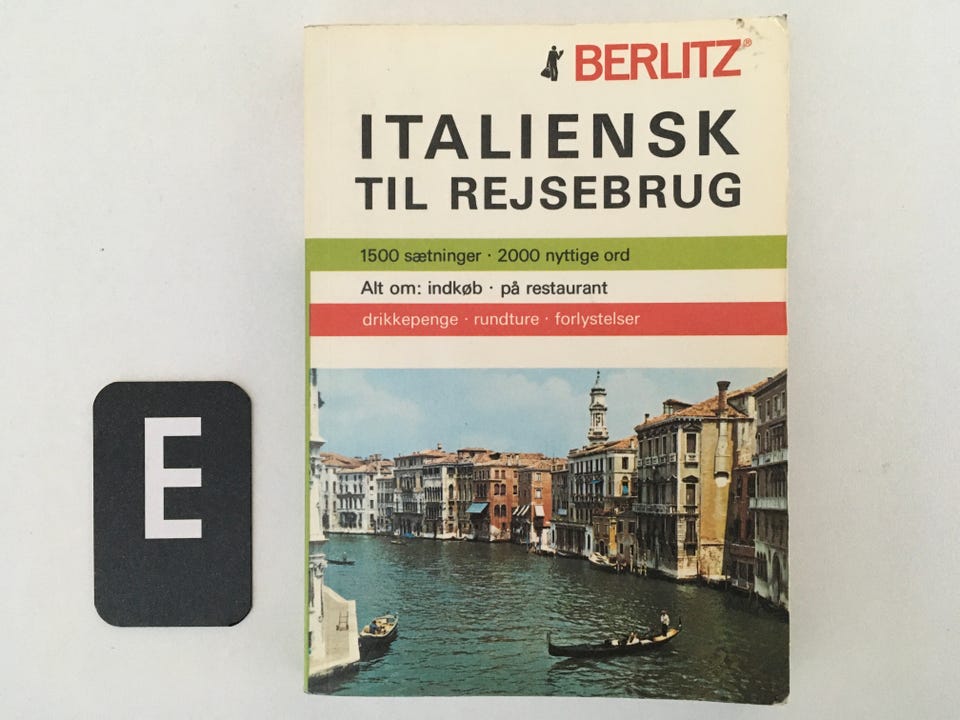 BERLITZ®
ITALIENSK
TIL REJSEBRUG
1500 sætninger · 2000 nyttige ord
Alt om: indkøb · på restaurant
drikkepenge · rundture · forlystelser
E